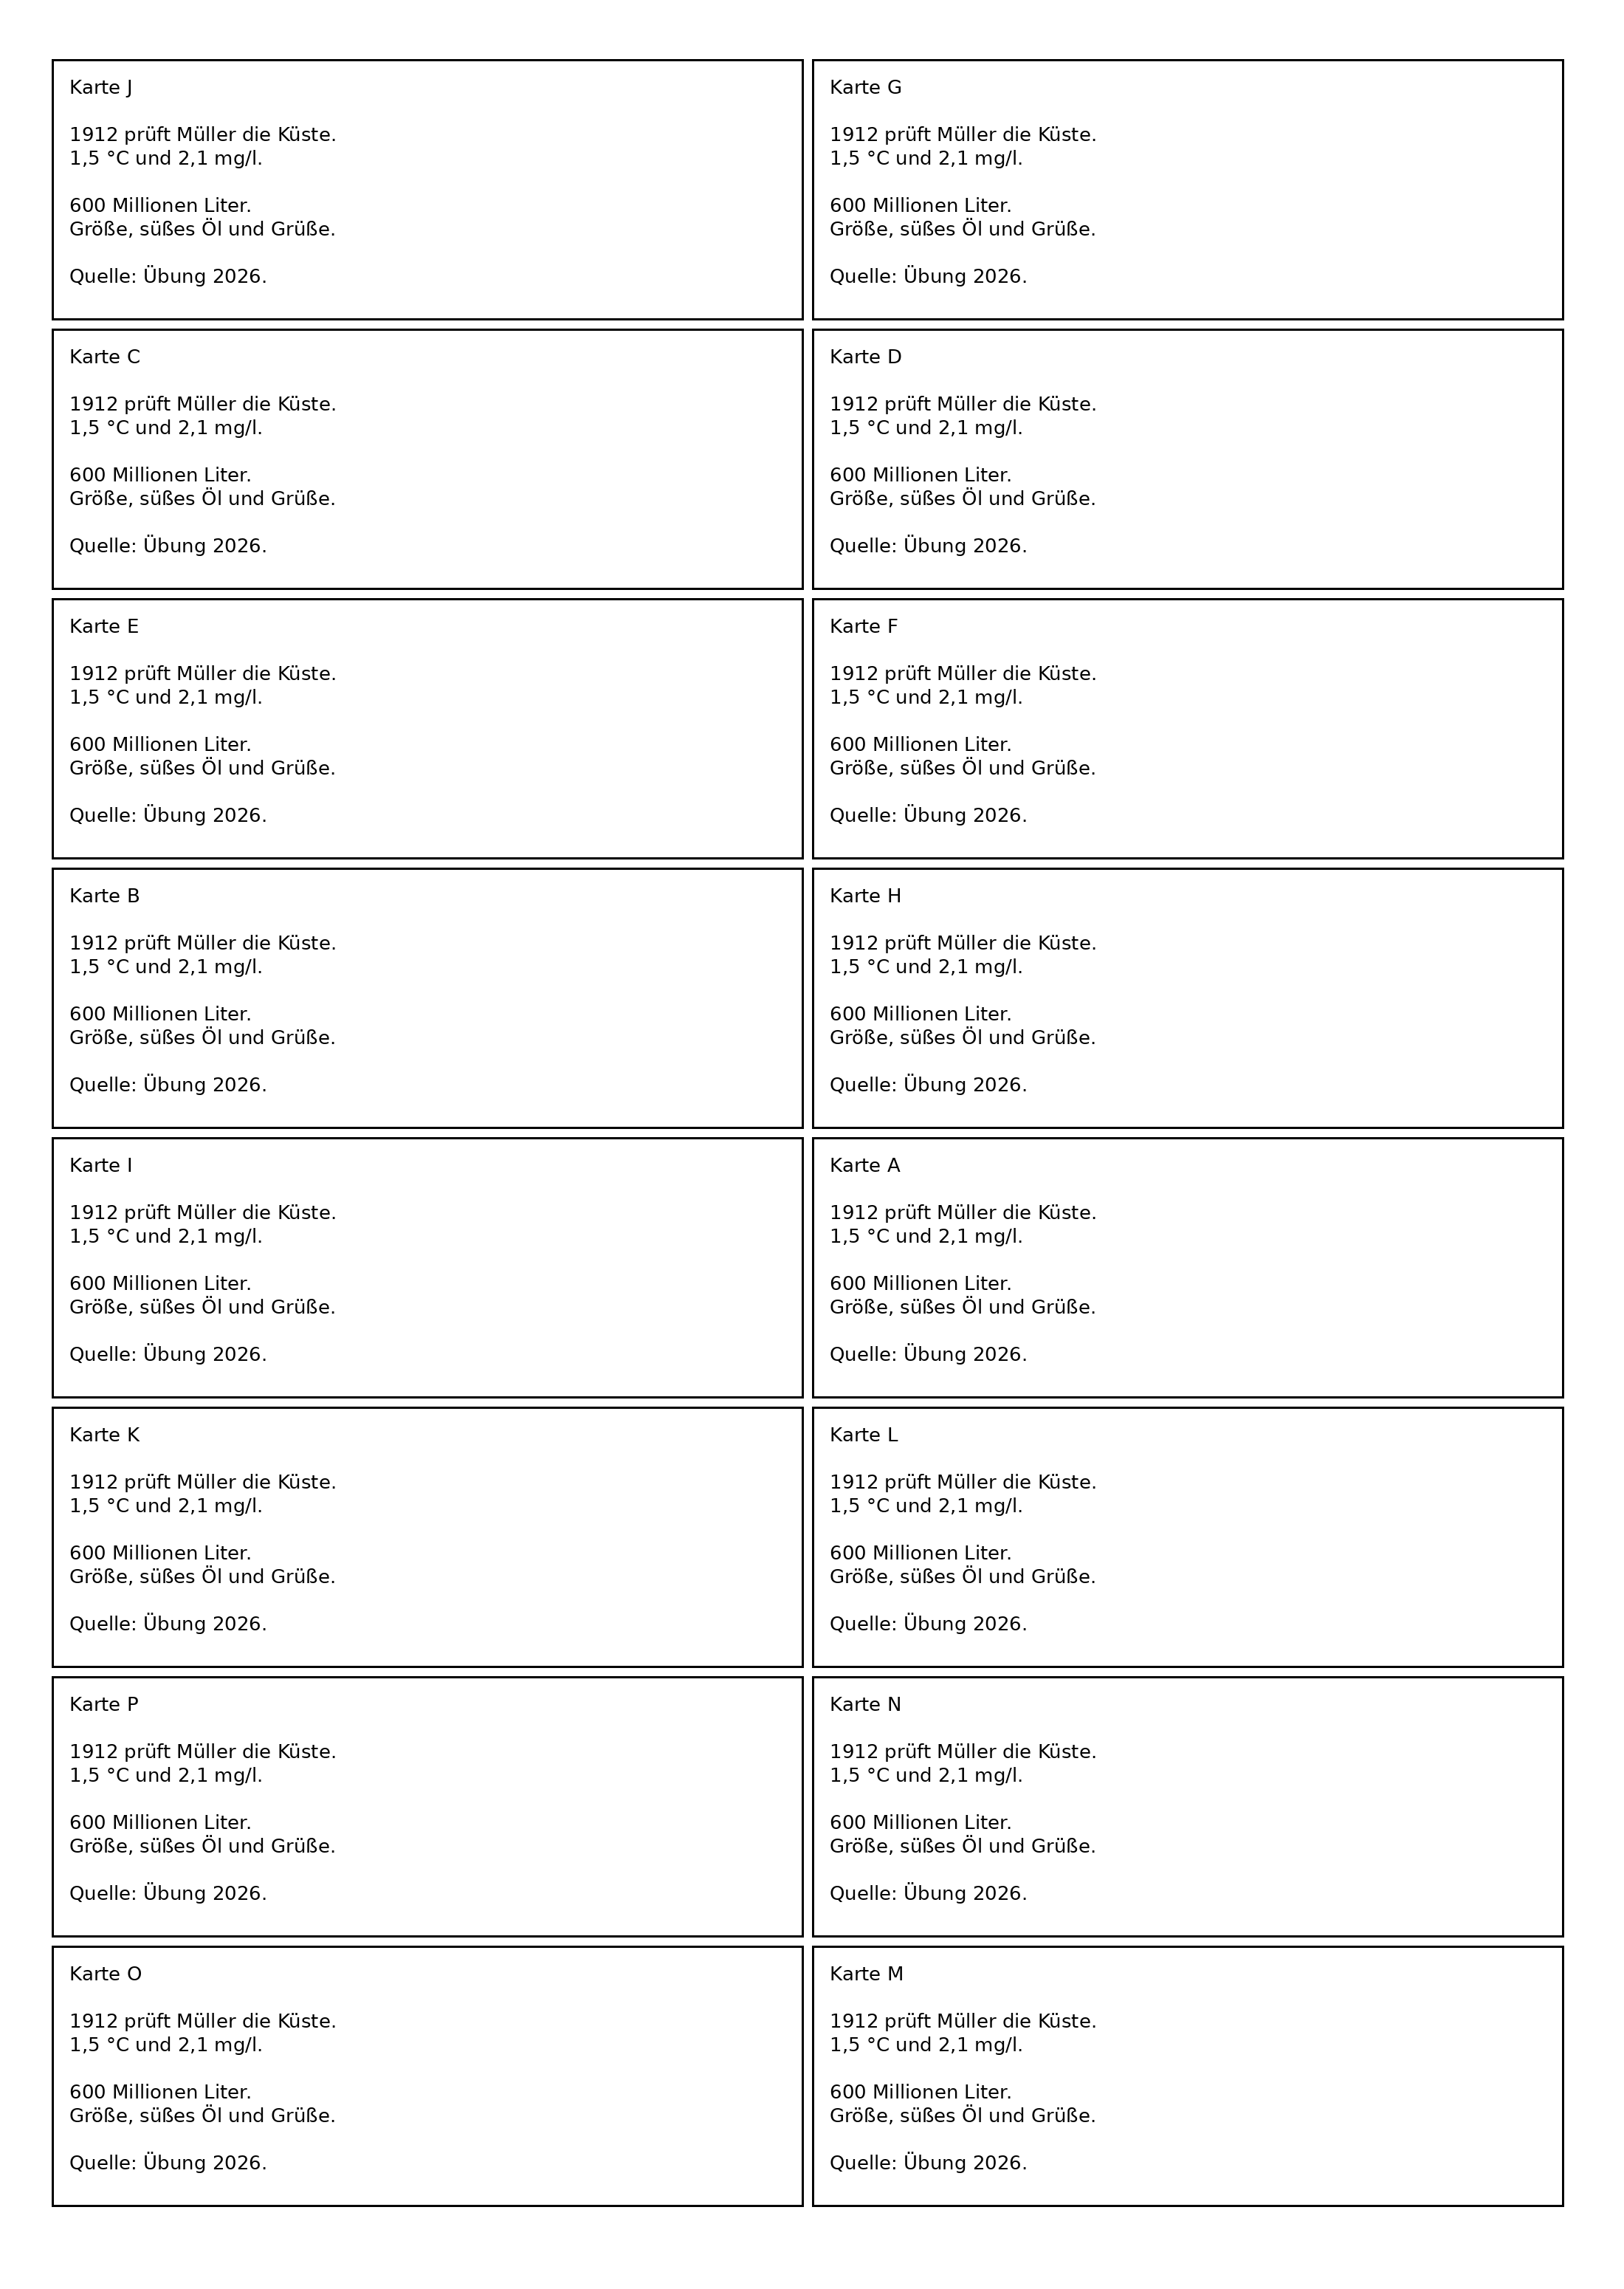 Karte J
1912 prüft Müller die Küste.
1,5 °C und 2,1 mg/l.
600 Millionen Liter.
Größe, süßes Öl und Grüße.
Quelle: Übung 2026.
Karte G
1912 prüft Müller die Küste.
1,5 °C und 2,1 mg/l.
600 Millionen Liter.
Größe, süßes Öl und Grüße.
Quelle: Übung 2026.
Karte C
1912 prüft Müller die Küste.
1,5 °C und 2,1 mg/l.
600 Millionen Liter.
Größe, süßes Öl und Grüße.
Quelle: Übung 2026.
Karte D
1912 prüft Müller die Küste.
1,5 °C und 2,1 mg/l.
600 Millionen Liter.
Größe, süßes Öl und Grüße.
Quelle: Übung 2026.
Karte E
1912 prüft Müller die Küste.
1,5 °C und 2,1 mg/l.
600 Millionen Liter.
Größe, süßes Öl und Grüße.
Quelle: Übung 2026.
Karte F
1912 prüft Müller die Küste.
1,5 °C und 2,1 mg/l.
600 Millionen Liter.
Größe, süßes Öl und Grüße.
Quelle: Übung 2026.
Karte B
1912 prüft Müller die Küste.
1,5 °C und 2,1 mg/l.
600 Millionen Liter.
Größe, süßes Öl und Grüße.
Quelle: Übung 2026.
Karte H
1912 prüft Müller die Küste.
1,5 °C und 2,1 mg/l.
600 Millionen Liter.
Größe, süßes Öl und Grüße.
Quelle: Übung 2026.
Karte I
1912 prüft Müller die Küste.
1,5 °C und 2,1 mg/l.
600 Millionen Liter.
Größe, süßes Öl und Grüße.
Quelle: Übung 2026.
Karte A
1912 prüft Müller die Küste.
1,5 °C und 2,1 mg/l.
600 Millionen Liter.
Größe, süßes Öl und Grüße.
Quelle: Übung 2026.
Karte K
1912 prüft Müller die Küste.
1,5 °C und 2,1 mg/l.
600 Millionen Liter.
Größe, süßes Öl und Grüße.
Quelle: Übung 2026.
Karte L
1912 prüft Müller die Küste.
1,5 °C und 2,1 mg/l.
600 Millionen Liter.
Größe, süßes Öl und Grüße.
Quelle: Übung 2026.
Karte P
1912 prüft Müller die Küste.
1,5 °C und 2,1 mg/l.
600 Millionen Liter.
Größe, süßes Öl und Grüße.
Quelle: Übung 2026.
Karte N
1912 prüft Müller die Küste.
1,5 °C und 2,1 mg/l.
600 Millionen Liter.
Größe, süßes Öl und Grüße.
Quelle: Übung 2026.
Karte O
1912 prüft Müller die Küste.
1,5 °C und 2,1 mg/l.
600 Millionen Liter.
Größe, süßes Öl und Grüße.
Quelle: Übung 2026.
Karte M
1912 prüft Müller die Küste.
1,5 °C und 2,1 mg/l.
600 Millionen Liter.
Größe, süßes Öl und Grüße.
Quelle: Übung 2026.